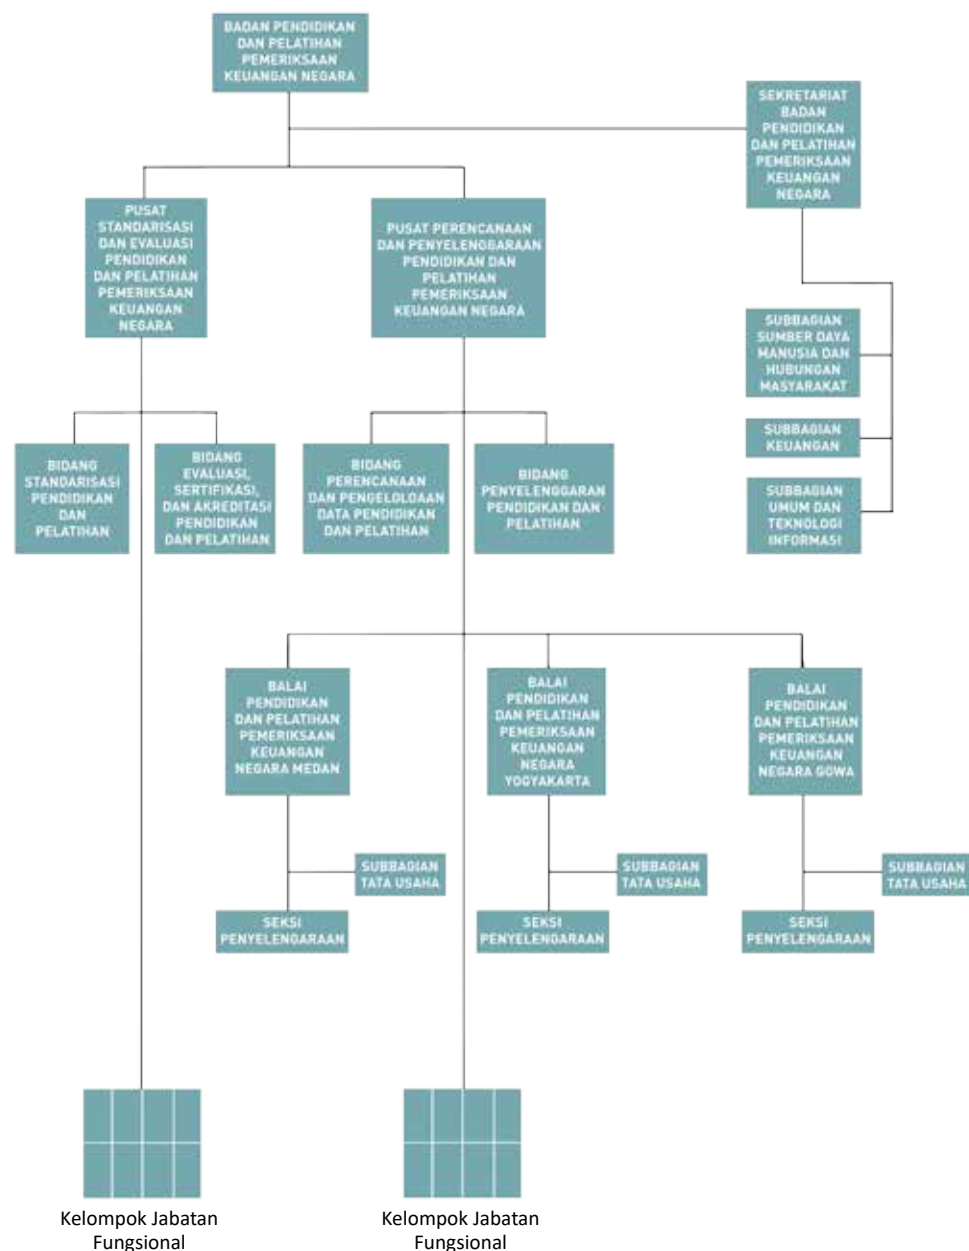 BADAN PENDIDIKAN
DAN PELATIHAN
PEMERIKSAAN
KEUANGAN NEGARA
SEKRETARIAT
BADAN
PENDIDIKAN
DAN PELATIHAN
PEMERIKSAAN
KEUANGAN
NEGARA
PUSAT
STANDARISASI
DAN EVALUASI
PENDIDIKAN
DAN PELATIHAN
PEMERIKSAAN
KEUANGAN
NEGARA
PUSAT PERENCANAAN
DAN PENYELENGGARAAN
PENDIDIKAN DAN
PELATIHAN
PEMERIKSAAN
KEUANGAN NEGARA
SUBBAGIAN
SUMBER DAYA
MANUSIA DAN
HUBUNGAN
MASYARAKAT
SUBBAGIAN
KEUANGAN
SUBBAGIAN
UMUM DAN
TEKNOLOGI
INFORMASI
BIDANG
STANDARISASI
PENDIDIKAN
DAN
PELATIHAN
BIDANG
EVALUASI,
SERTIFIKASI,
DAN AKREDITASI
PENDIDIKAN
DAN PELATIHAN
BIDANG
PERENCANAAN
DAN PENGELOLOAAN
DATA PENDIDIKAN
DAN PELATIHAN
BIDANG
PENYELENGGARAN
PENDIDIKAN DAN
PELATIHAN
BALAI
PENDIDIKAN
DAN PELATIHAN
PEMERIKSAAN
KEUANGAN
NEGARA MEDAN
BALAI
PENDIDIKAN
DAN PELATIHAN
PEMERIKSAAN
KEUANGAN
NEGARA
YOGYAKARTA
BALAI
PENDIDIKAN
DAN PELATIHAN
PEMERIKSAAN
KEUANGAN
NEGARA GOWA
SUBBAGIAN
TATA USAHA
SUBBAGIAN
TATA USAHA
SUBBAGIAN
TATA USAHA
SEKSI
PENYELENGARAAN
SEKSI
PENYELENGARAAN
SEKSI
PENYELENGARAAN
Kelompok Jabatan
Fungsional
Kelompok Jabatan
Fungsional